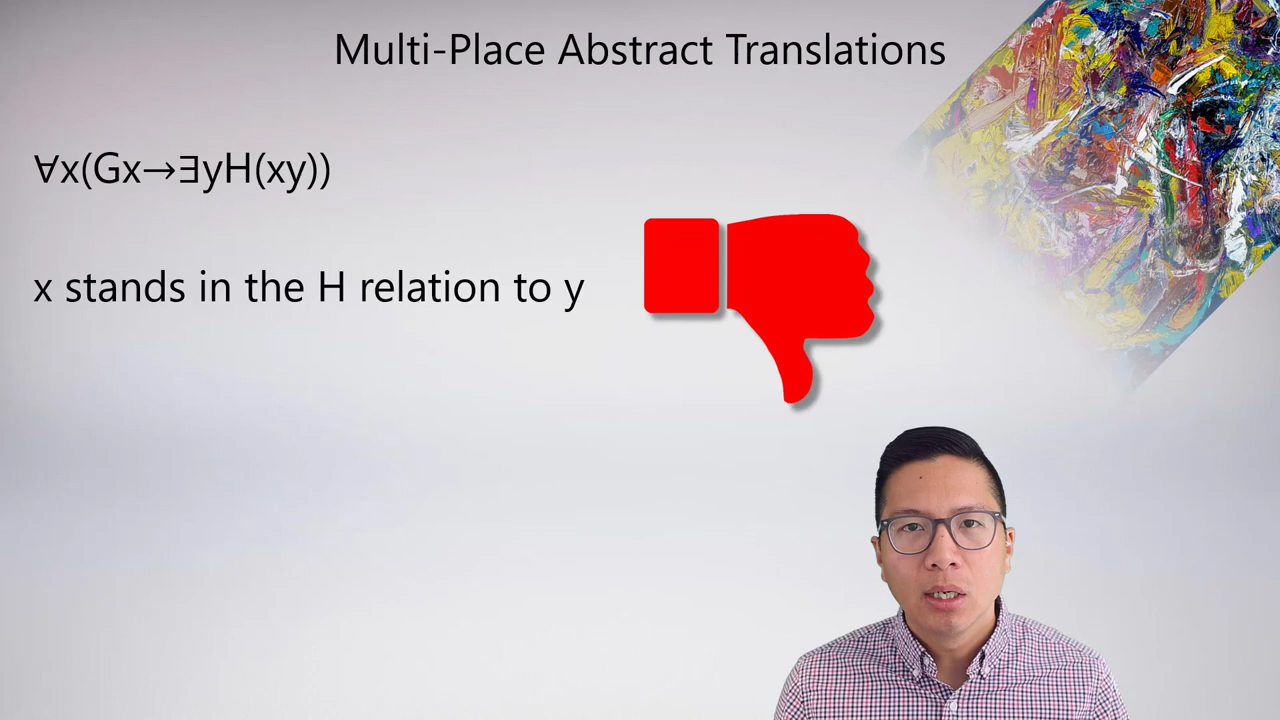 Multi-Place Abstract Translations
∀x(Gx→∃yH(xy))
x stands in the H relation to y